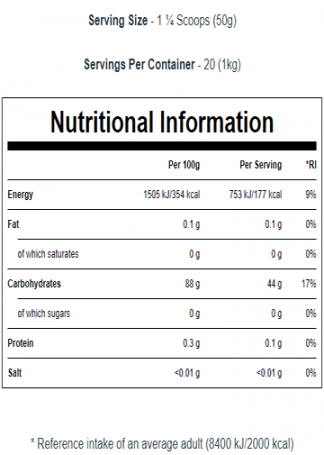 Serving Size - 1 ¼ Scoops (50g)
Servings Per Container - 20 (1kg)
Nutritional Information
Per 100g Per Serving *RI
Energy 1505 kJ/354 kcal 753 kJ/177 kcal 9%
Fat 0.1 g 0.1 g 0%
of which saturates 0 g 0 g 0%
Carbohydrates 88 g 44 g 17%
of which sugars 0 g 0 g 0%
Protein 0.3 g 0.1 g 0%
Salt <0.01 g <0.01 g 0%
* Reference intake of an average adult (8400 kJ/2000 kcal)